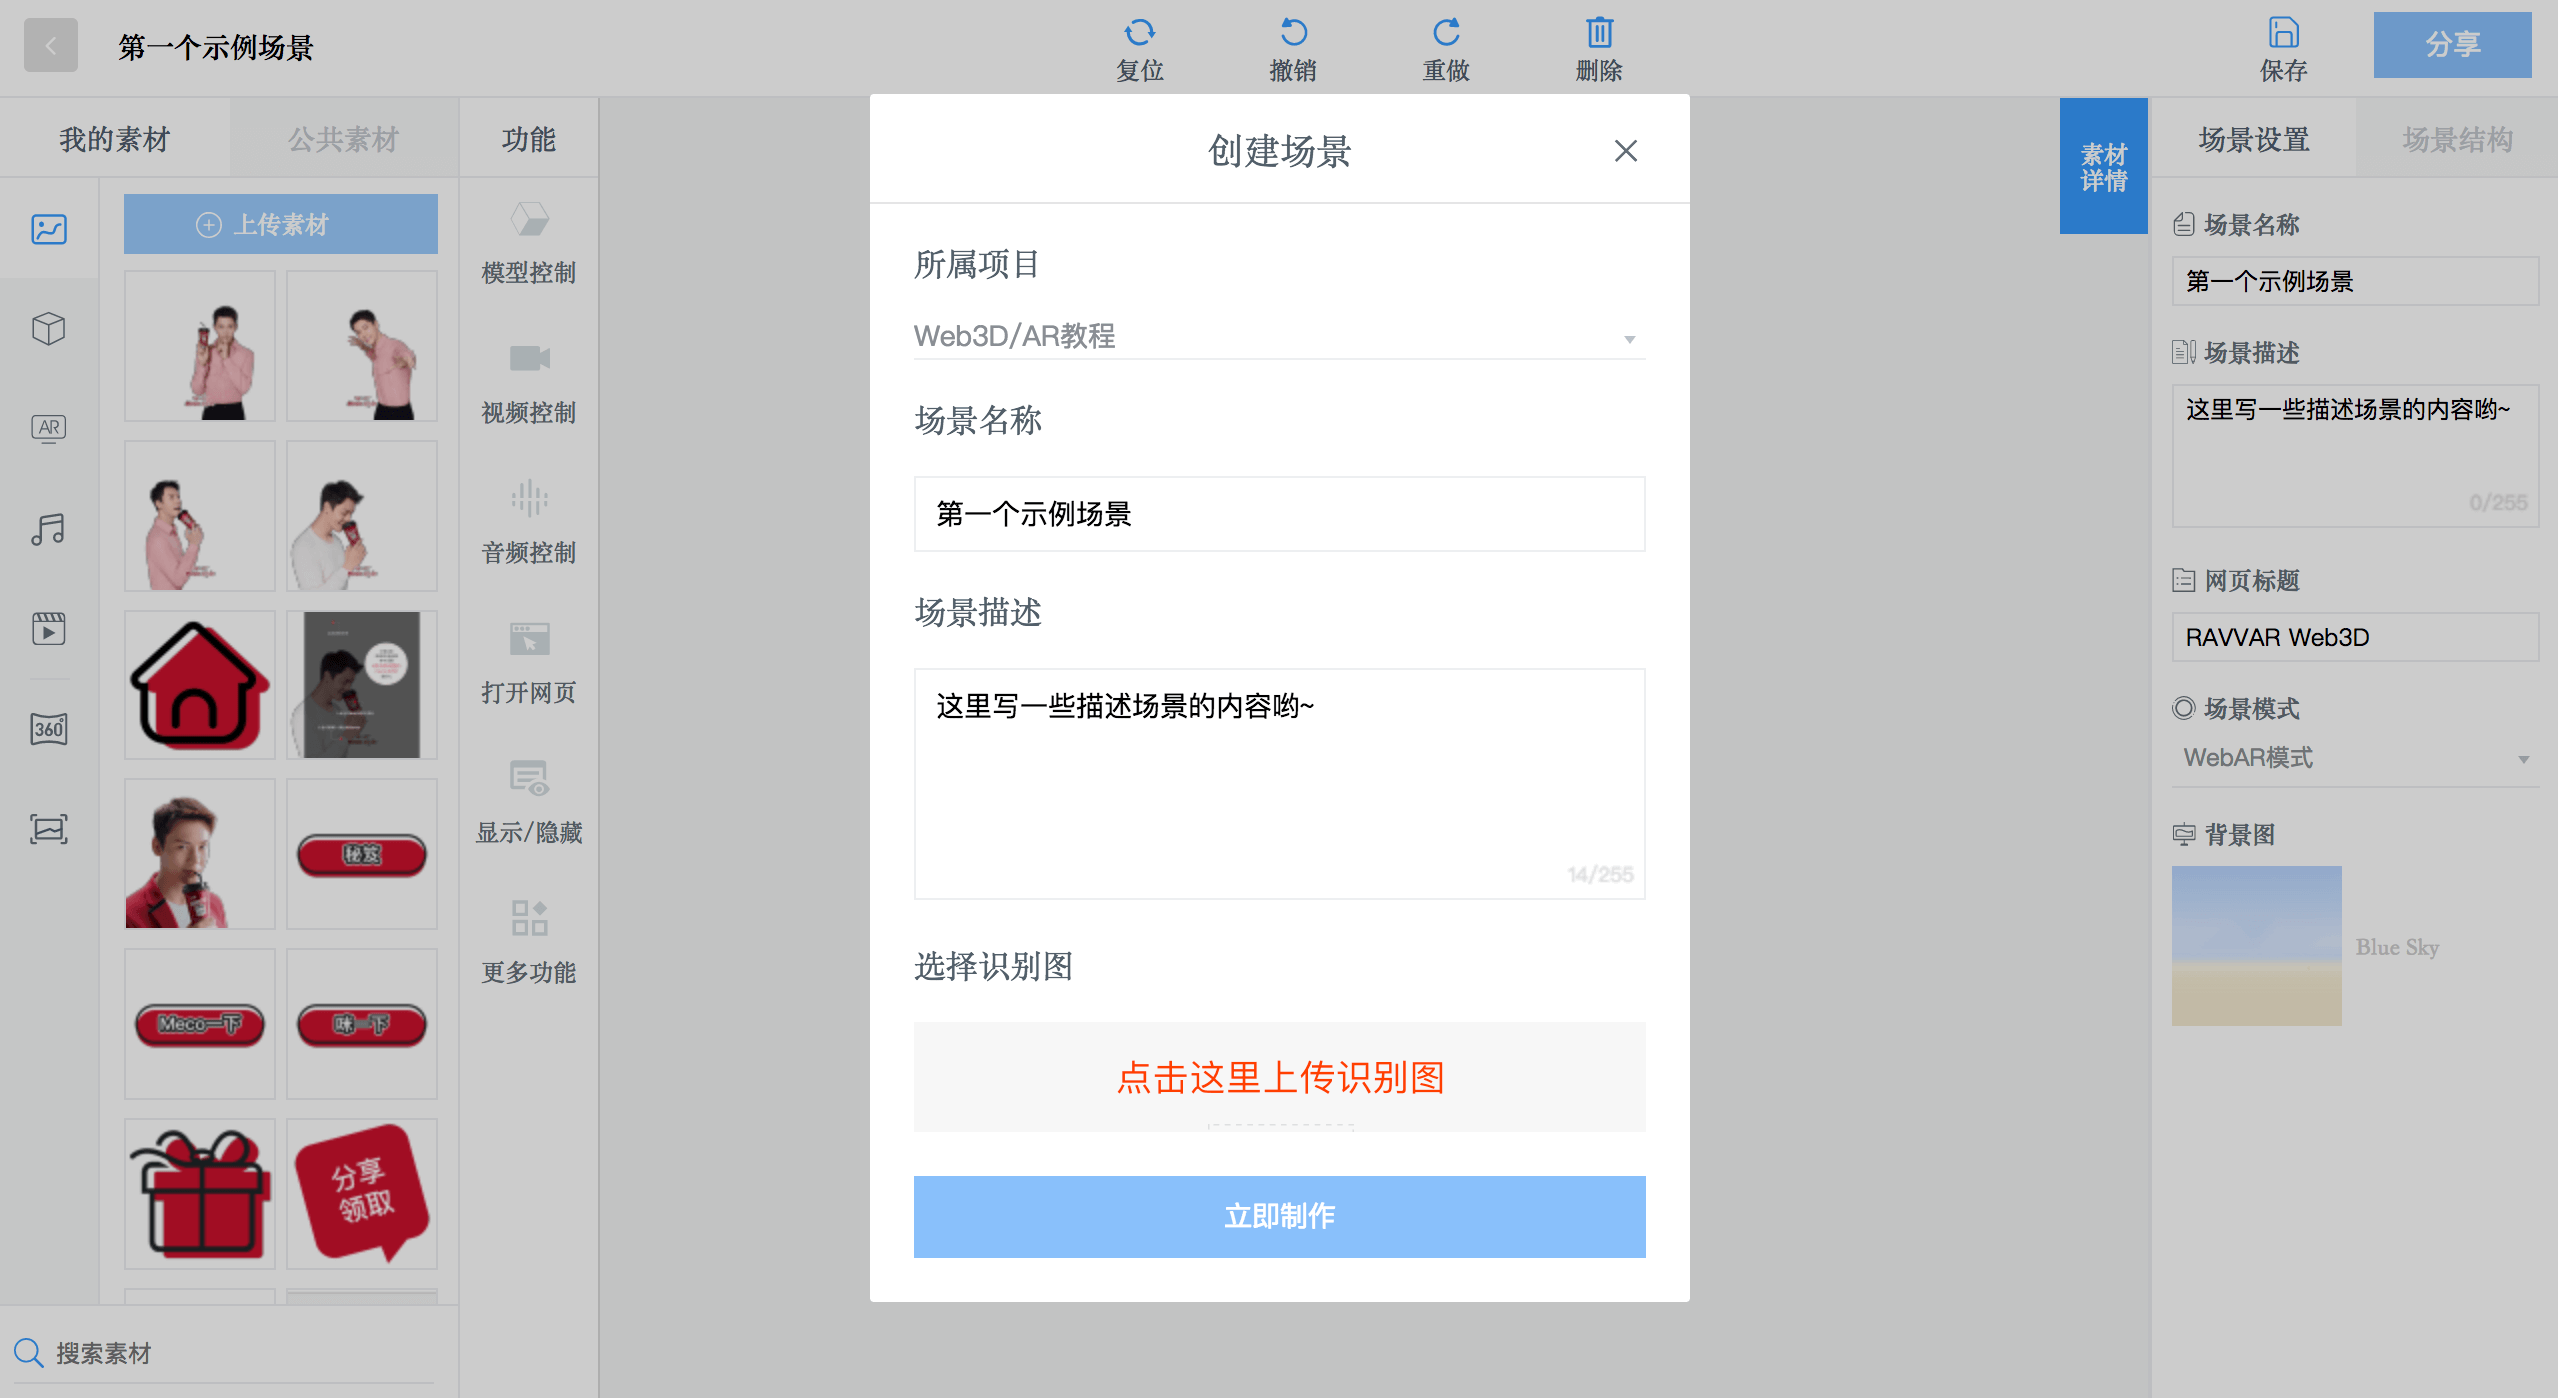 第一个示例场景
复位
撤销
重做
删除
保存
分享
我的素材
公共素材
功能
上传素材
AR
360°
秘笈
Meco一下
咪一下
分享
领取
搜索素材
模型控制
视频控制
音频控制
打开网页
显示/隐藏
更多功能
创建场景
所属项目
Web3D/AR教程
场景名称
第一个示例场景
场景描述
这里写一些描述场景的内容哟~
14/255
选择识别图
点击这里上传识别图
立即制作
素材
详情
场景设置
场景结构
场景名称
第一个示例场景
场景描述
这里写一些描述场景的内容哟~
0/255
网页标题
RAVVAR Web3D
场景模式
WebAR模式
背景图
Blue Sky